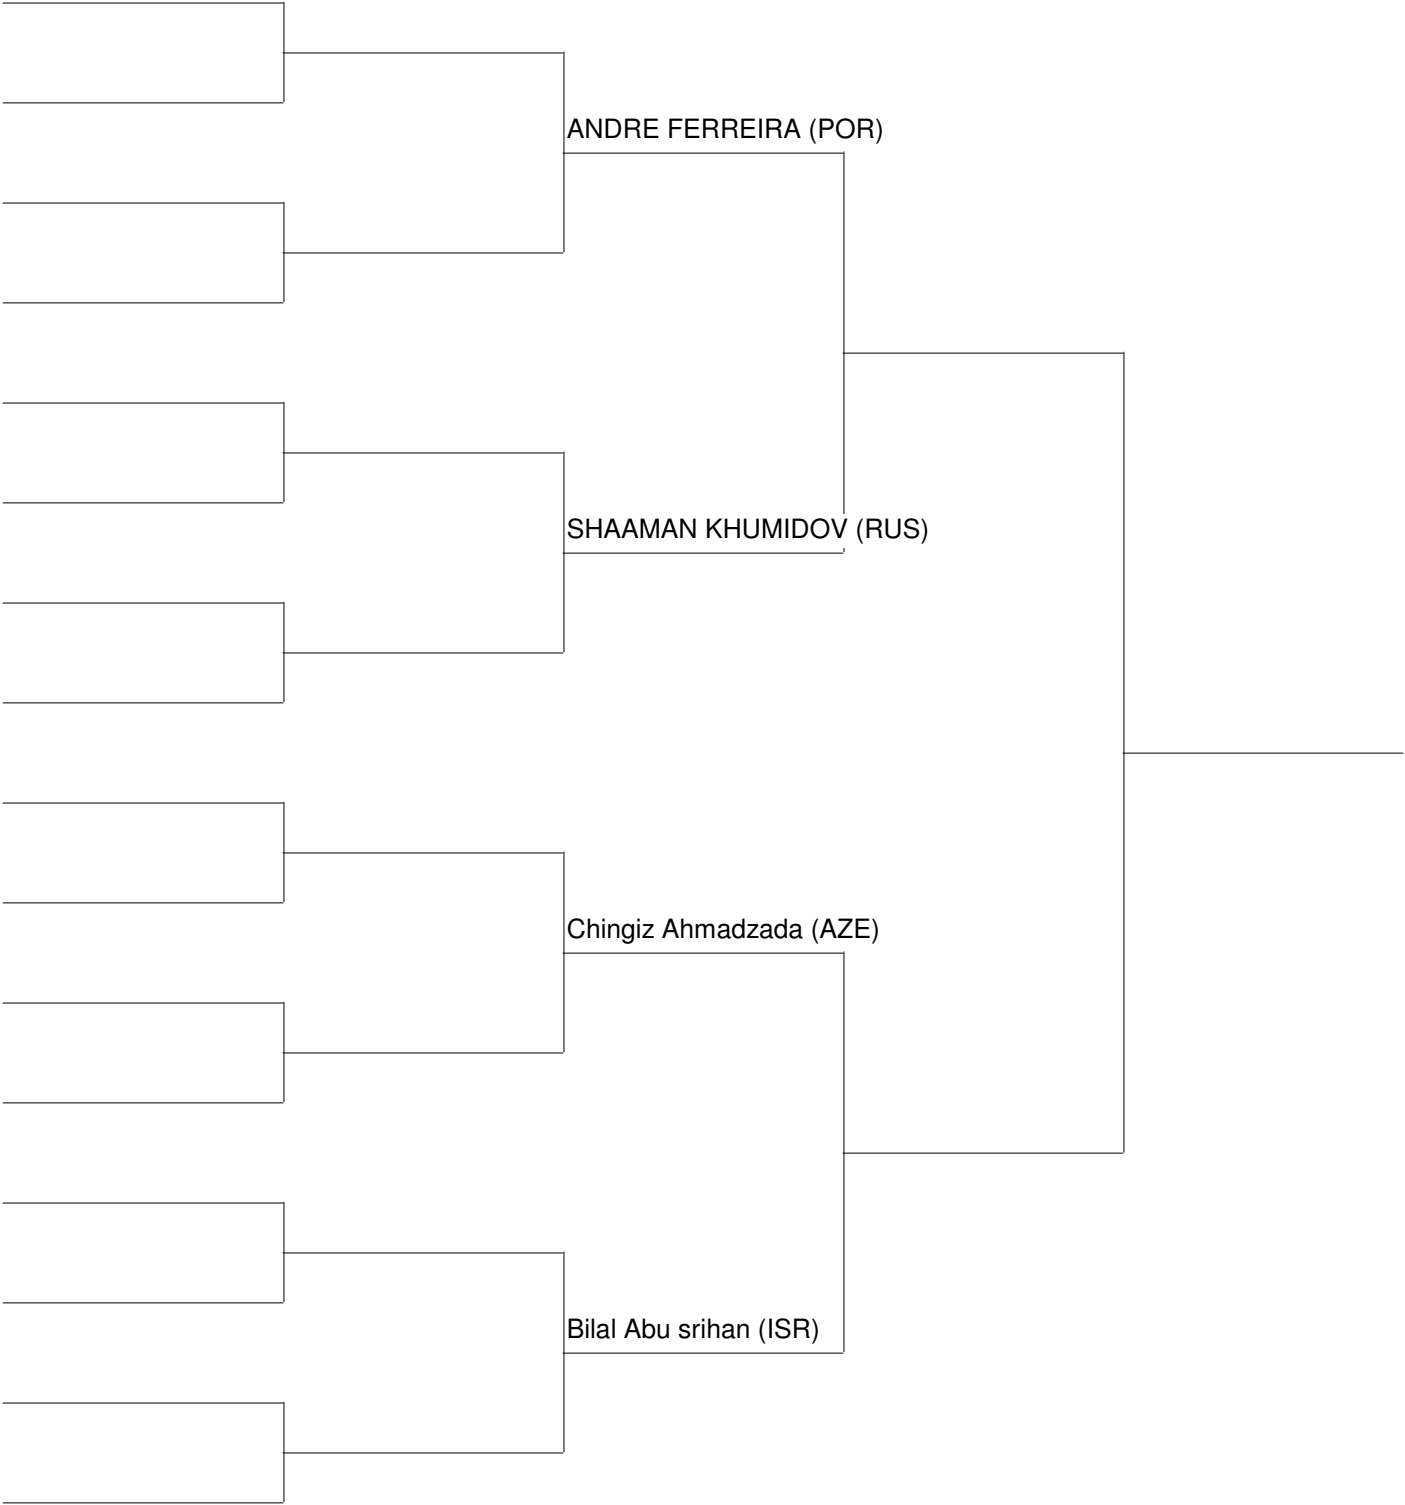 ANDRE FERREIRA (POR)
SHAAMAN KHUMIDOV (RUS)
Chingiz Ahmadzada (AZE)
Bilal Abu srihan (ISR)